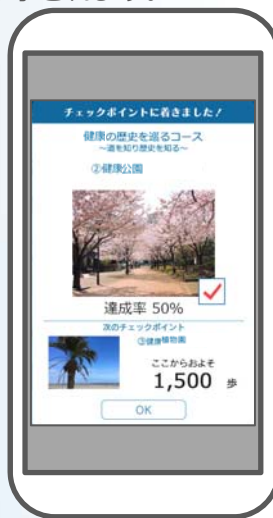 チェックポイントに着きました！
健康の歴史を巡るコース
～道を知り歴史を知る～
②健康公園
達成率 50%
次のチェックポイント
③健康植物園
ここからおよそ
1,500 歩
OK